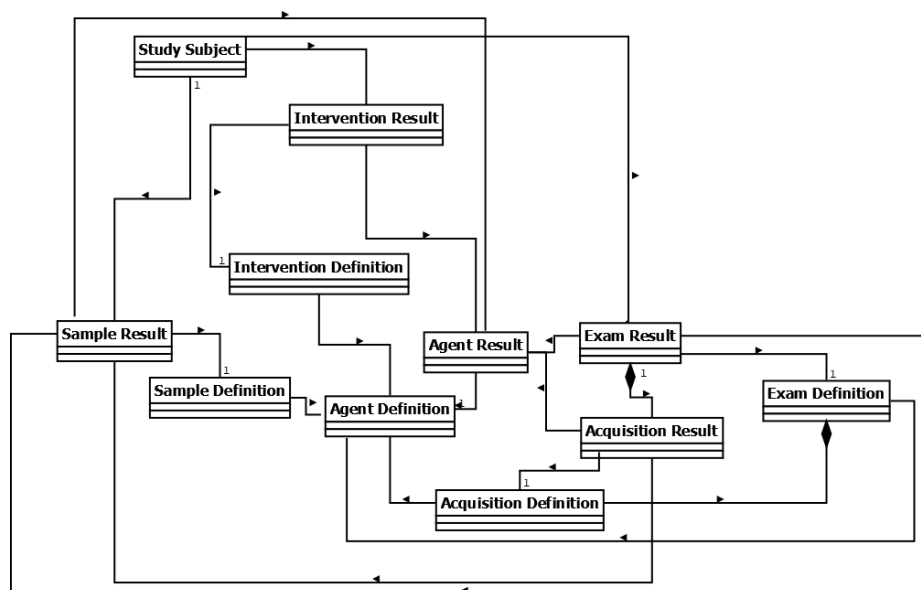 Study Subject
1
Intervention Result
1
Intervention Definition
Sample Result
Agent Result
Exam Result
1
1
1
Sample Definition
Exam Definition
Agent Definition
1
Acquisition Result
1
Acquisition Definition